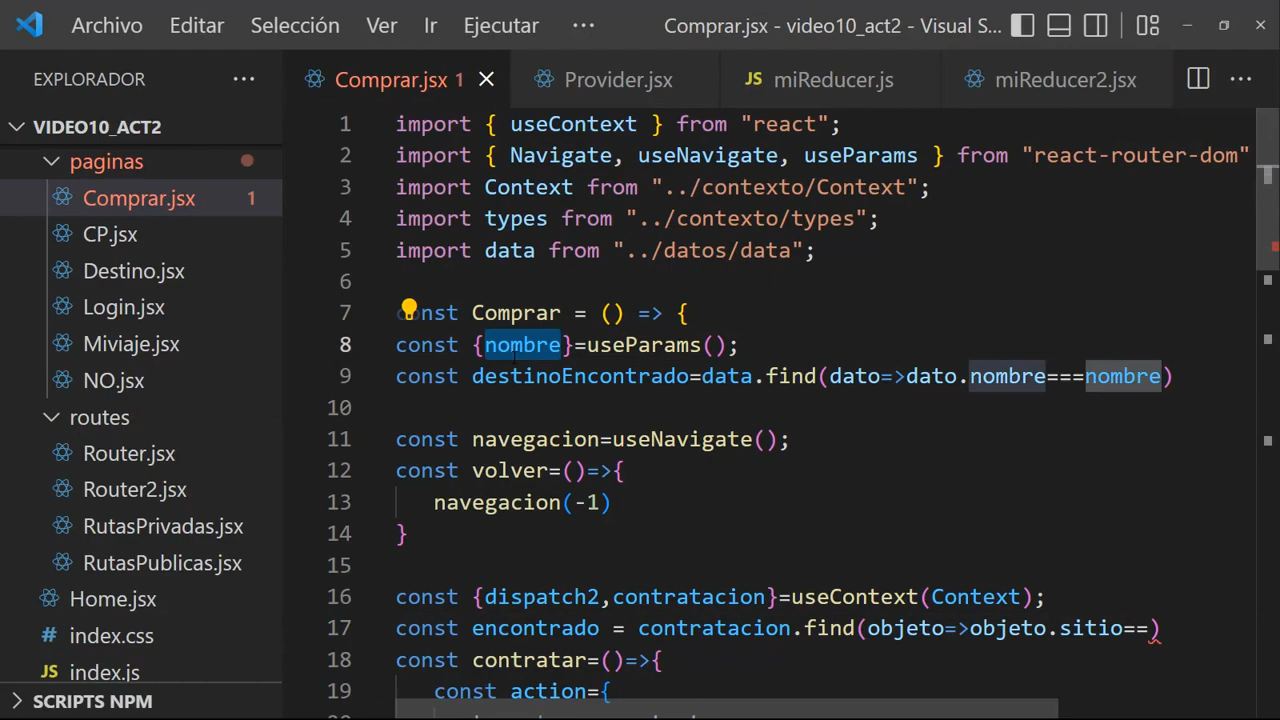 Archivo Editar Selección Ver Ir Ejecutar ··· Comprar.jsx - video10_act2 - Visual S...
EXPLORADOR ···
Comprar.jsx 1 Provider.jsx JS miReducer.js miReducer2.jsx ···
VIDEO10_ACT2
paginas
Comprar.jsx 1
CP.jsx
Destino.jsx
Login.jsx
Miviaje.jsx
NO.jsx
routes
Router.jsx
Router2.jsx
RutasPrivadas.jsx
RutasPublicas.jsx
Home.jsx
# index.css
JS index.js
SCRIPTS NPM
1 import { useContext } from "react";
2 import { Navigate, useNavigate, useParams } from "react-router-dom"
3 import Context from "../contexto/Context";
4 import types from "../contexto/types";
5 import data from "../datos/data";
6
7 const Comprar = () => {
8 const {nombre}=useParams();
9 const destinoEncontrado=data.find(dato=>dato.nombre===nombre)
10
11 const navegacion=useNavigate();
12 const volver=()=>{
13 navegacion(-1)
14 }
15
16 const {dispatch2,contratacion}=useContext(Context);
17 const encontrado = contratacion.find(objeto=>objeto.sitio==)
18 const contratar=()=>{
19 const action={